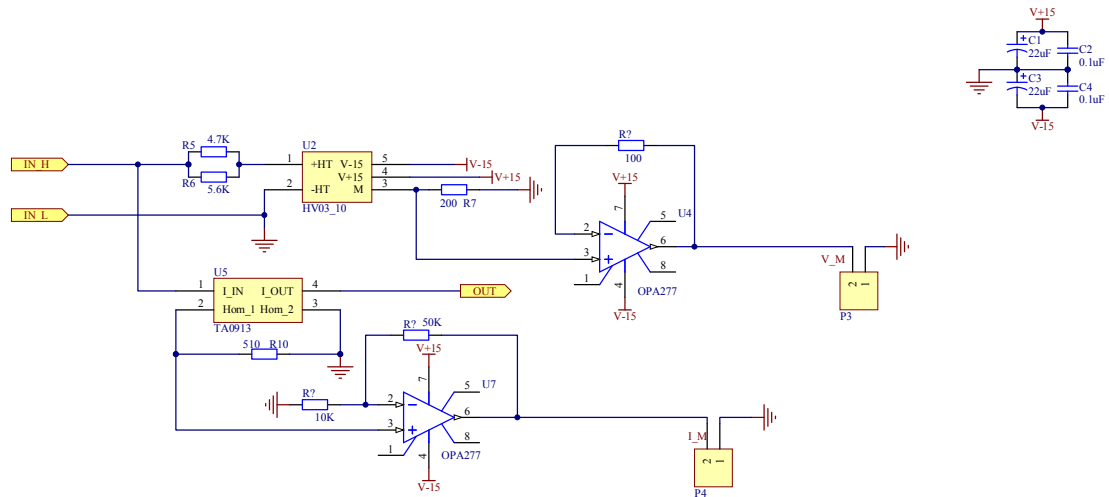 V+15
C1
22uF
C2
0.1uF
C3
22uF
C4
0.1uF
V-15
IN_H
R5 4.7K
R6 5.6K
IN_L
U2
1 +HT V-15 5 V-15
V+15 4 V+15
2 -HT M 3
HV03_10
200 R7
R?
100
V+15
7
2
3
1
4
5
6
8
U4
OPA277
V-15
V_M
2 1
P3
U5
1 I_IN I_OUT 4
2 Hom_1 Hom_2 3
TA0913
OUT
510 R10
R? 50K
V+15
7
R?
10K
2
3
1
4
5
6
8
U7
OPA277
V-15
I_M
2 1
P4